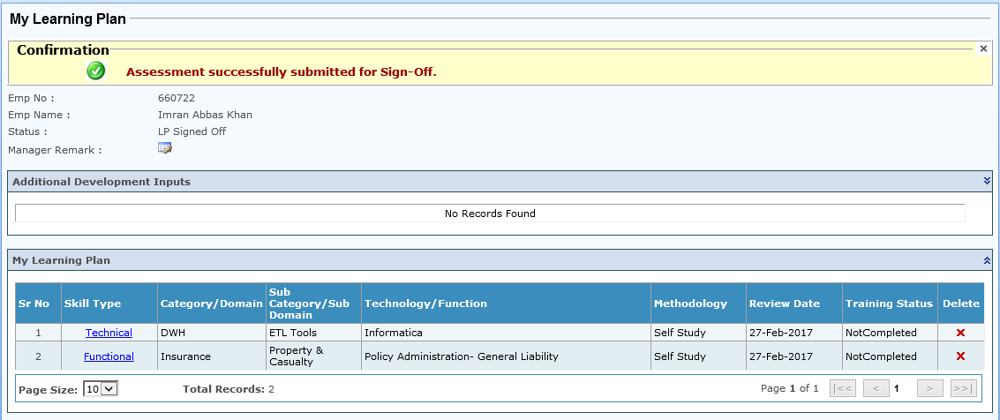 My Learning Plan
Confirmation
Assessment successfully submitted for Sign-Off.
Emp No : 660722
Emp Name : Imran Abbas Khan
Status : LP Signed Off
Manager Remark :
Additional Development Inputs
No Records Found
My Learning Plan
Sr No Skill Type Category/Domain Sub Category/Sub Domain Technology/Function Methodology Review Date Training Status Delete
1 Technical DWH ETL Tools Informatica Self Study 27-Feb-2017 NotCompleted
2 Functional Insurance Property & Casualty Policy Administration- General Liability Self Study 27-Feb-2017 NotCompleted
Page Size: 10 Total Records: 2 Page 1 of 1 |<< < 1 > >>|